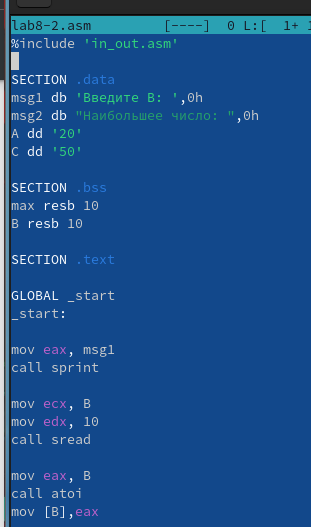 lab8-2.asm [----] 0 L:[ 1+ 1
%include 'in_out.asm'
SECTION .data
msg1 db 'Введите B: ',0h
msg2 db "Наибольшее число: ",0h
A dd '20'
C dd '50'
SECTION .bss
max resb 10
B resb 10
SECTION .text
GLOBAL _start
_start:
mov eax, msg1
call sprint
mov ecx, B
mov edx, 10
call sread
mov eax, B
call atoi
mov [B],eax